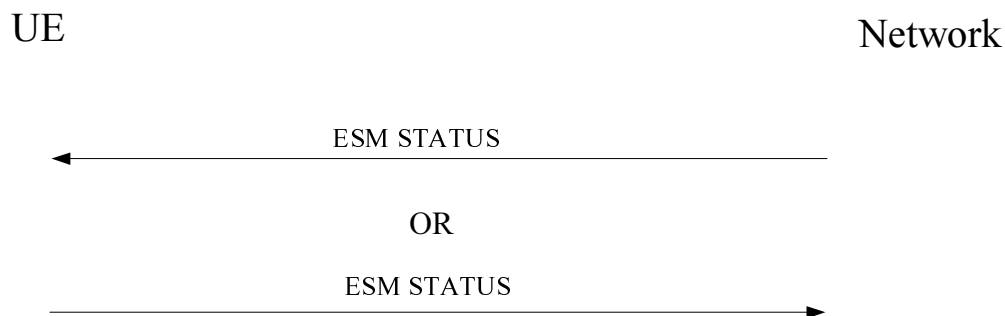 UE
Network
ESM STATUS
OR
ESM STATUS